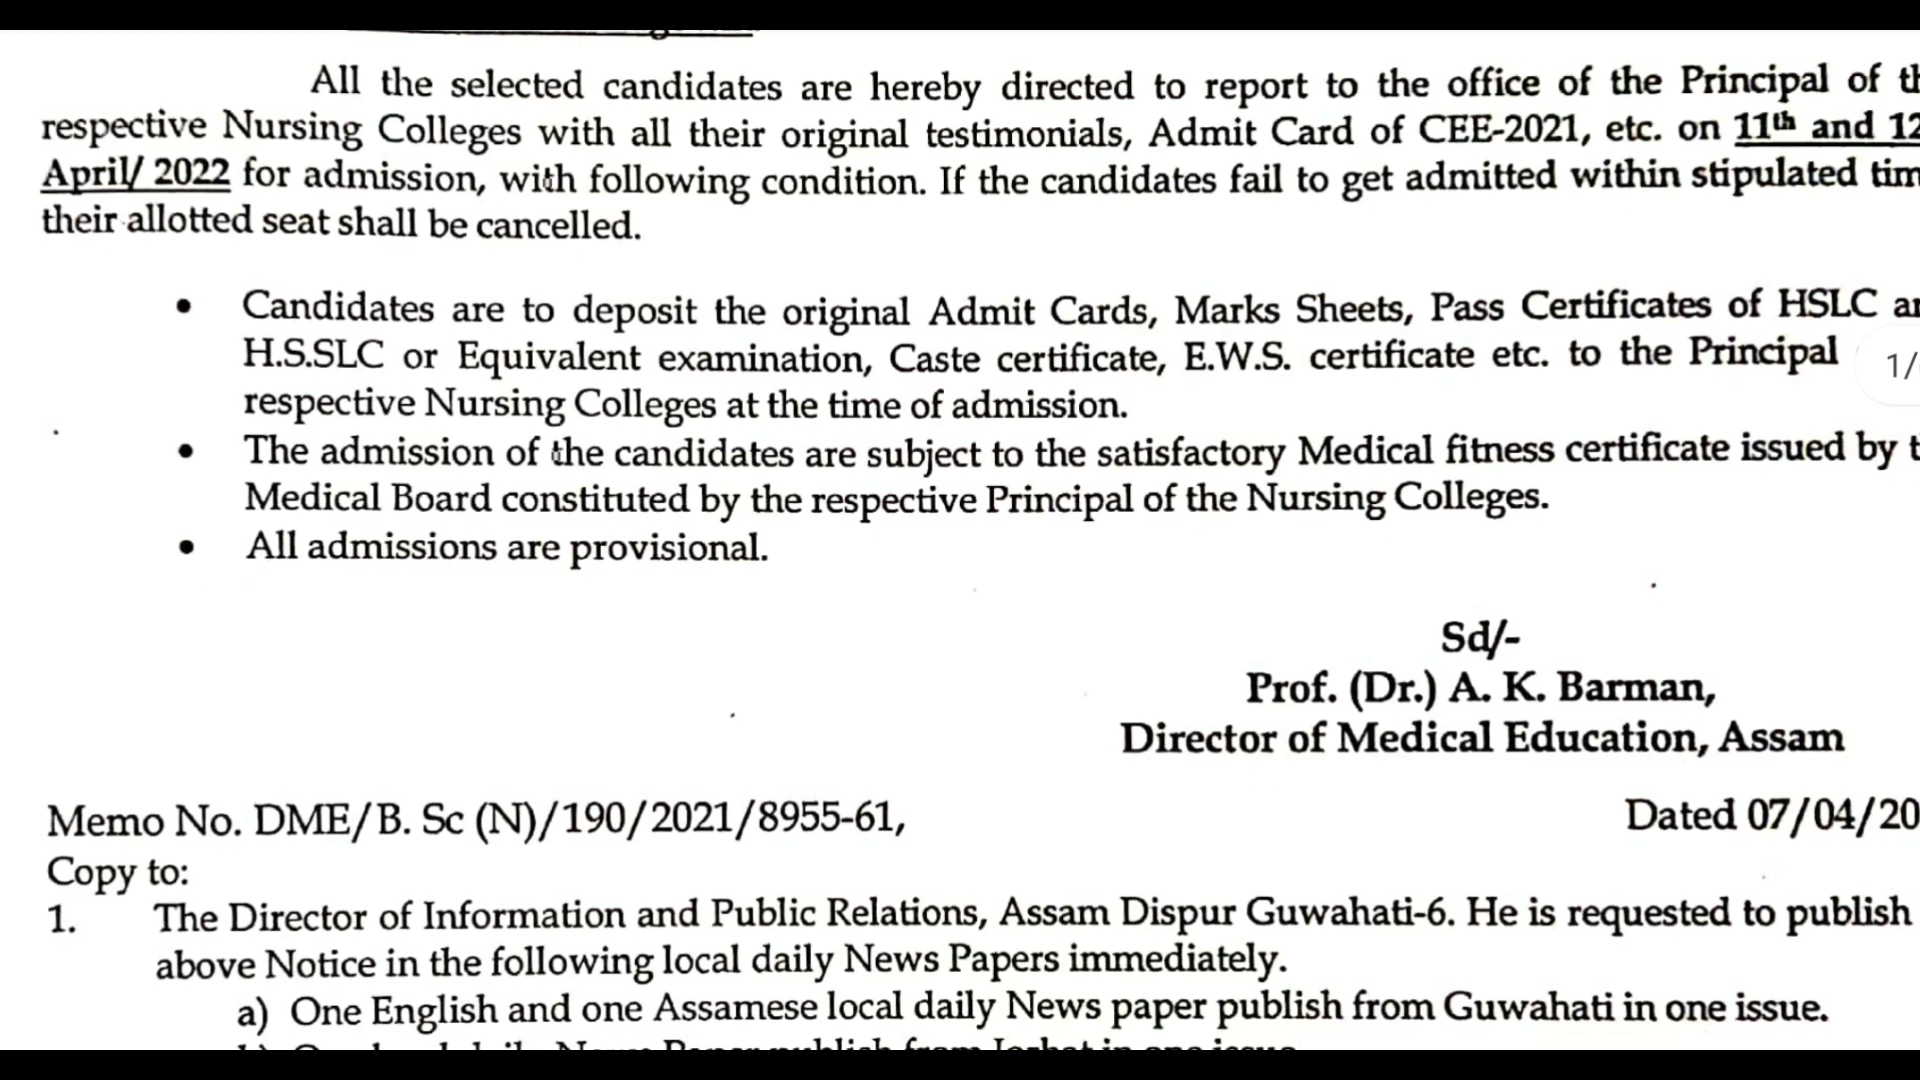 All the selected candidates are hereby directed to report to the office of the Principal of
respective Nursing Colleges with all their original testimonials, Admit Card of CEE-2021, etc. on 11th and 12
April/ 2022 for admission, with following condition. If the candidates fail to get admitted within stipulated
their allotted seat shall be cancelled.
• Candidates are to deposit the original Admit Cards, Marks Sheets, Pass Certificates of HSLC
H.S.SLC or Equivalent examination, Caste certificate, E.W.S. certificate etc. to the Principal
1/
respective Nursing Colleges at the time of admission.
• The admission of the candidates are subject to the satisfactory Medical fitness certificate issued by
Medical Board constituted by the respective Principal of the Nursing Colleges.
• All admissions are provisional.
Sd/-
Prof. (Dr.) A. K. Barman,
Director of Medical Education, Assam
Memo No. DME/B. Sc (N)/190/2021/8955-61, Dated 07/04/20
Copy to:
1. The Director of Information and Public Relations, Assam Dispur Guwahati-6. He is requested to publish
above Notice in the following local daily News Papers immediately.
a) One English and one Assamese local daily News paper publish from Guwahati in one issue.